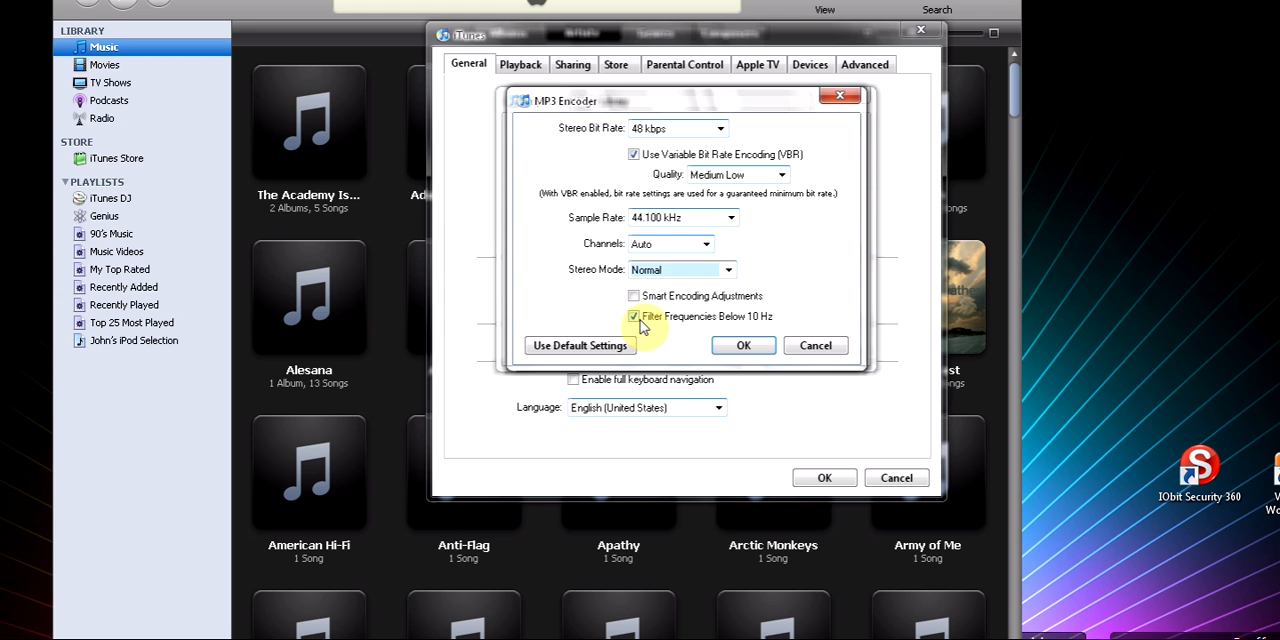 View
Search
LIBRARY
Music
Movies
TV Shows
Podcasts
Radio
STORE
iTunes Store
PLAYLISTS
iTunes DJ
Genius
90's Music
Music Videos
My Top Rated
Recently Added
Recently Played
Top 25 Most Played
John's iPod Selection
iTunes
General Playback Sharing Store Parental Control Apple TV Devices Advanced
MP3 Encoder
Stereo Bit Rate: 48 kbps
Use Variable Bit Rate Encoding (VBR)
Quality: Medium Low
(With VBR enabled, bit rate settings are used for a guaranteed minimum bit rate.)
Sample Rate: 44.100 kHz
Channels: Auto
Stereo Mode: Normal
Smart Encoding Adjustments
Filter Frequencies Below 10 Hz
Use Default Settings OK Cancel
Enable full keyboard navigation
Language: English (United States)
OK Cancel
The Academy Is...
2 Albums, 5 Songs
Alesana
1 Album, 13 Songs
American Hi-Fi
1 Song
Anti-Flag
1 Song
Apathy
1 Song
Arctic Monkeys
1 Song
Army of Me
1 Song
IObit Security 360